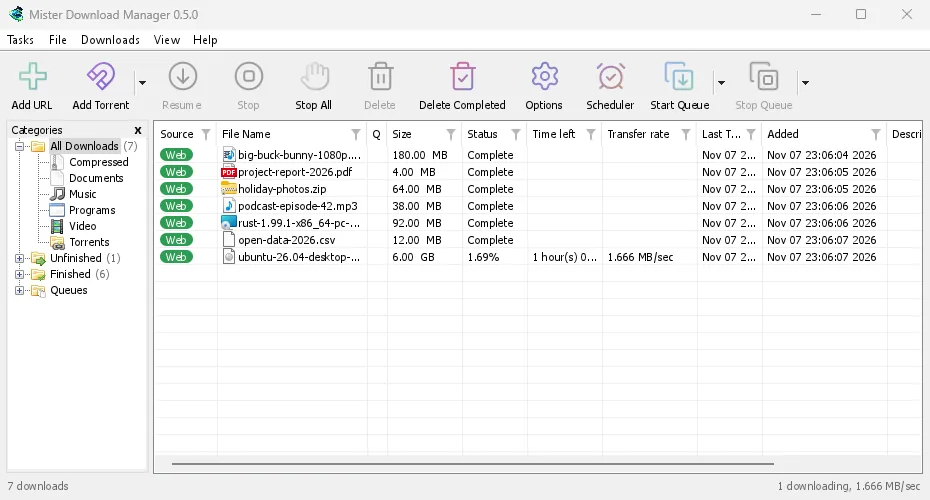 Mister Download Manager 0.5.0
Tasks File Downloads View Help
Add URL Add Torrent Resume Stop Stop All Delete Delete Completed Options Scheduler Start Queue Stop Queue
Categories x
All Downloads (7)
Compressed
Documents
Music
Programs
Video
Torrents
Unfinished (1)
Finished (6)
Queues
Source File Name Q Size Status Time left Transfer rate Last T... Added Descri
Web big-buck-bunny-1080p.... 180.00 MB Complete Nov 07 2... Nov 07 23:06:04 2026
Web PDF project-report-2026.pdf 4.00 MB Complete Nov 07 2... Nov 07 23:06:05 2026
Web holiday-photos.zip 64.00 MB Complete Nov 07 2... Nov 07 23:06:05 2026
Web podcast-episode-42.mp3 38.00 MB Complete Nov 07 2... Nov 07 23:06:06 2026
Web rust-1.99.1-x86_64-pc-... 92.00 MB Complete Nov 07 2... Nov 07 23:06:06 2026
Web open-data-2026.csv 12.00 MB Complete Nov 07 2... Nov 07 23:06:07 2026
Web ubuntu-26.04-desktop-... 6.00 GB 1.69% 1 hour(s) 0... 1.666 MB/sec Nov 07 2... Nov 07 23:06:07 2026
7 downloads
1 downloading, 1.666 MB/sec